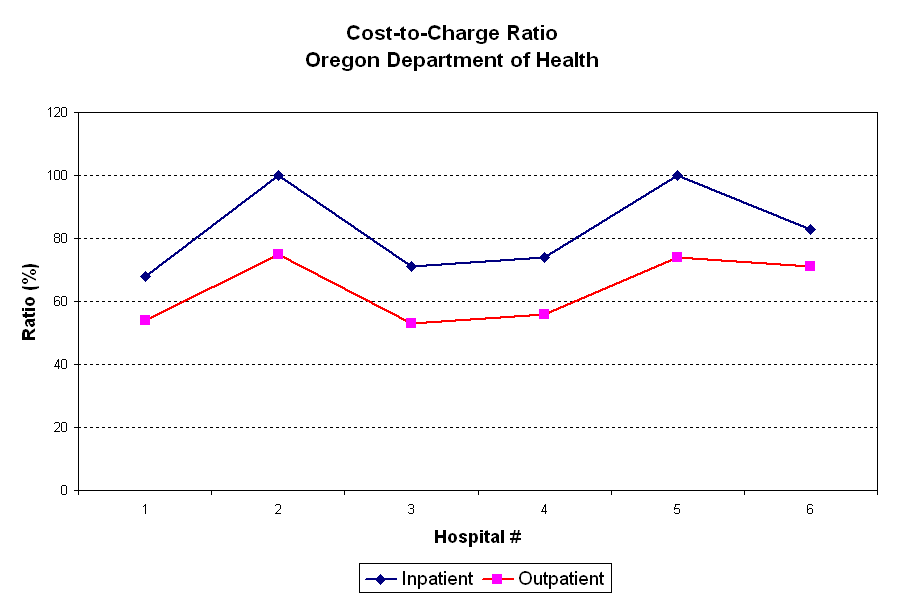 Cost-to-Charge Ratio
Oregon Department of Health
120
100
80
60
40
20
0
Ratio (%)
1 2 3 4 5 6
Hospital #
Inpatient Outpatient